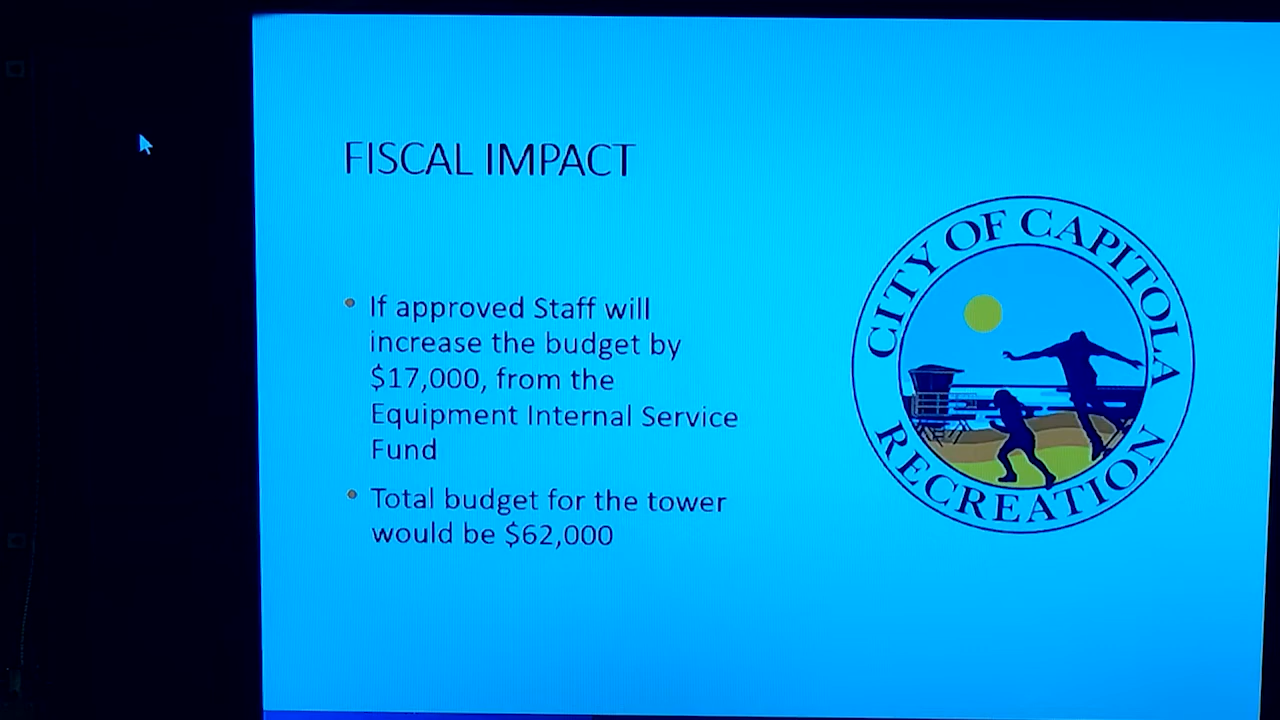 FISCAL IMPACT
If approved Staff will
increase the budget by
$17,000, from the
Equipment Internal Service
Fund
Total budget for the tower
would be $62,000
CITY OF CAPITOLA
RECREATION